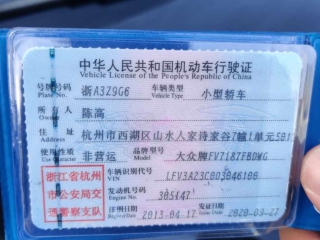 中华人民共和国机动车行驶证
Vehicle License of the People's Republic of China
号牌号码 浙A3Z9G6 车辆类型 小型轿车
Plate No. Vehicle Type
所有人 陈高
Owner
住址 杭州市西湖区山水人家诗家谷7幢1单元501
Address
使用性质 非营运 品牌型号 大众牌FV7187FBDWG
Use Character Model
浙江省杭州
市公安局交
通警察支队
车辆识别代号 LFV3A23C803046108
VIN
发动机号码 305147
Engine No.
注册日期 2013-04-17 发证日期 2020-03-27
Register Date Issue Date